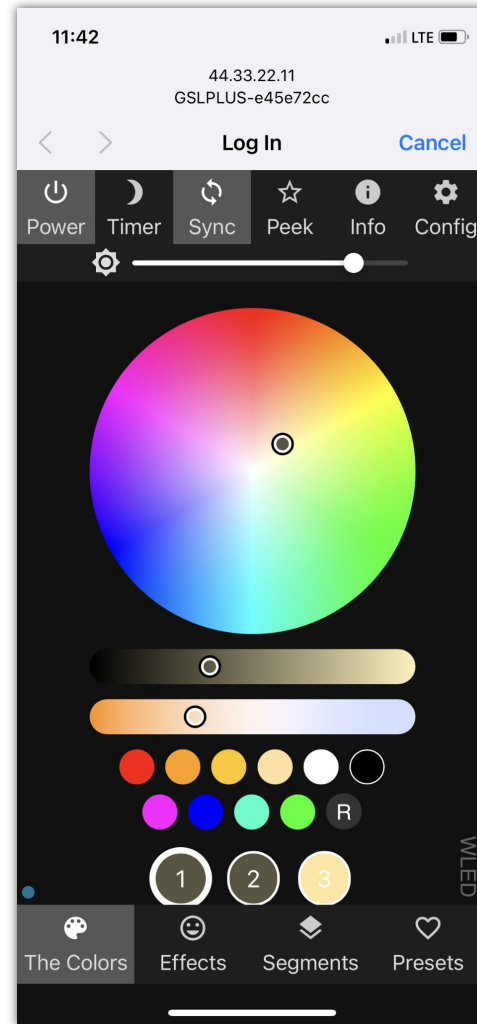 11:42
LTE
44.33.22.11
GSLPLUS-e45e72cc
Log In
Cancel
Power Timer Sync Peek Info Config
R
1 2 3
WLED
The Colors Effects Segments Presets